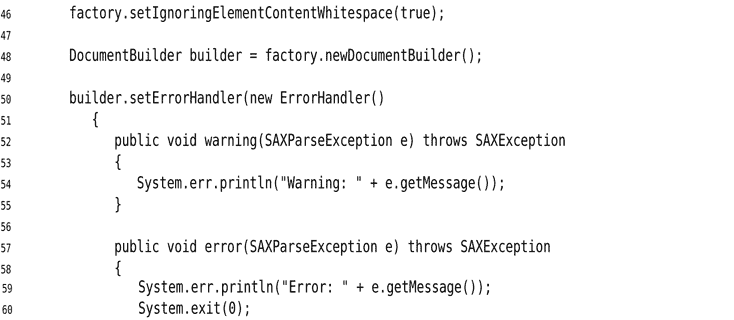 46 factory.setIgnoringElementContentWhitespace(true);
47
48 DocumentBuilder builder = factory.newDocumentBuilder();
49
50 builder.setErrorHandler(new ErrorHandler()
51 {
52 public void warning(SAXParseException e) throws SAXException
53 {
54 System.err.println("Warning: " + e.getMessage());
55 }
56
57 public void error(SAXParseException e) throws SAXException
58 {
59 System.err.println("Error: " + e.getMessage());
60 System.exit(0);